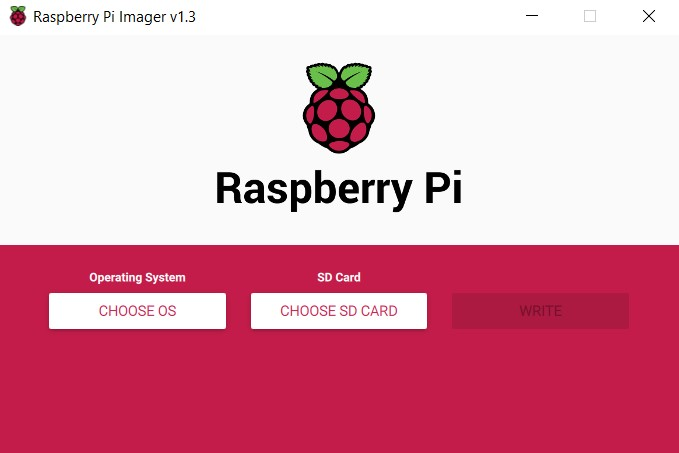 Raspberry Pi Imager v1.3
Raspberry Pi
Operating System
SD Card
CHOOSE OS
CHOOSE SD CARD
WRITE